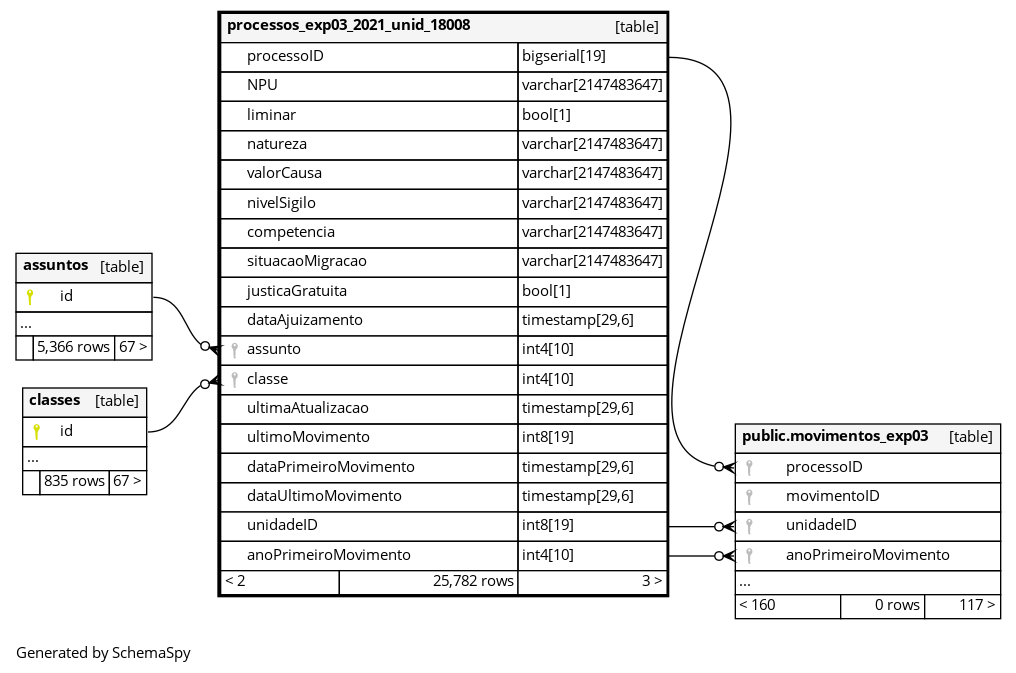 processos_exp03_2021_unid_18008 [table]
processoID bigserial[19]
NPU varchar[2147483647]
liminar bool[1]
natureza varchar[2147483647]
valorCausa varchar[2147483647]
nivelSigilo varchar[2147483647]
competencia varchar[2147483647]
situacaoMigracao varchar[2147483647]
justicaGratuita bool[1]
dataAjuizamento timestamp[29,6]
assunto int4[10]
classe int4[10]
ultimaAtualizacao timestamp[29,6]
ultimoMovimento int8[19]
dataPrimeiroMovimento timestamp[29,6]
dataUltimoMovimento timestamp[29,6]
unidadeID int8[19]
anoPrimeiroMovimento int4[10]
< 2 25,782 rows 3 >
assuntos [table]
id
...
5,366 rows 67 >
classes [table]
id
...
835 rows 67 >
public.movimentos_exp03 [table]
processoID
movimentoID
unidadeID
anoPrimeiroMovimento
...
< 160 0 rows 117 >
Generated by SchemaSpy